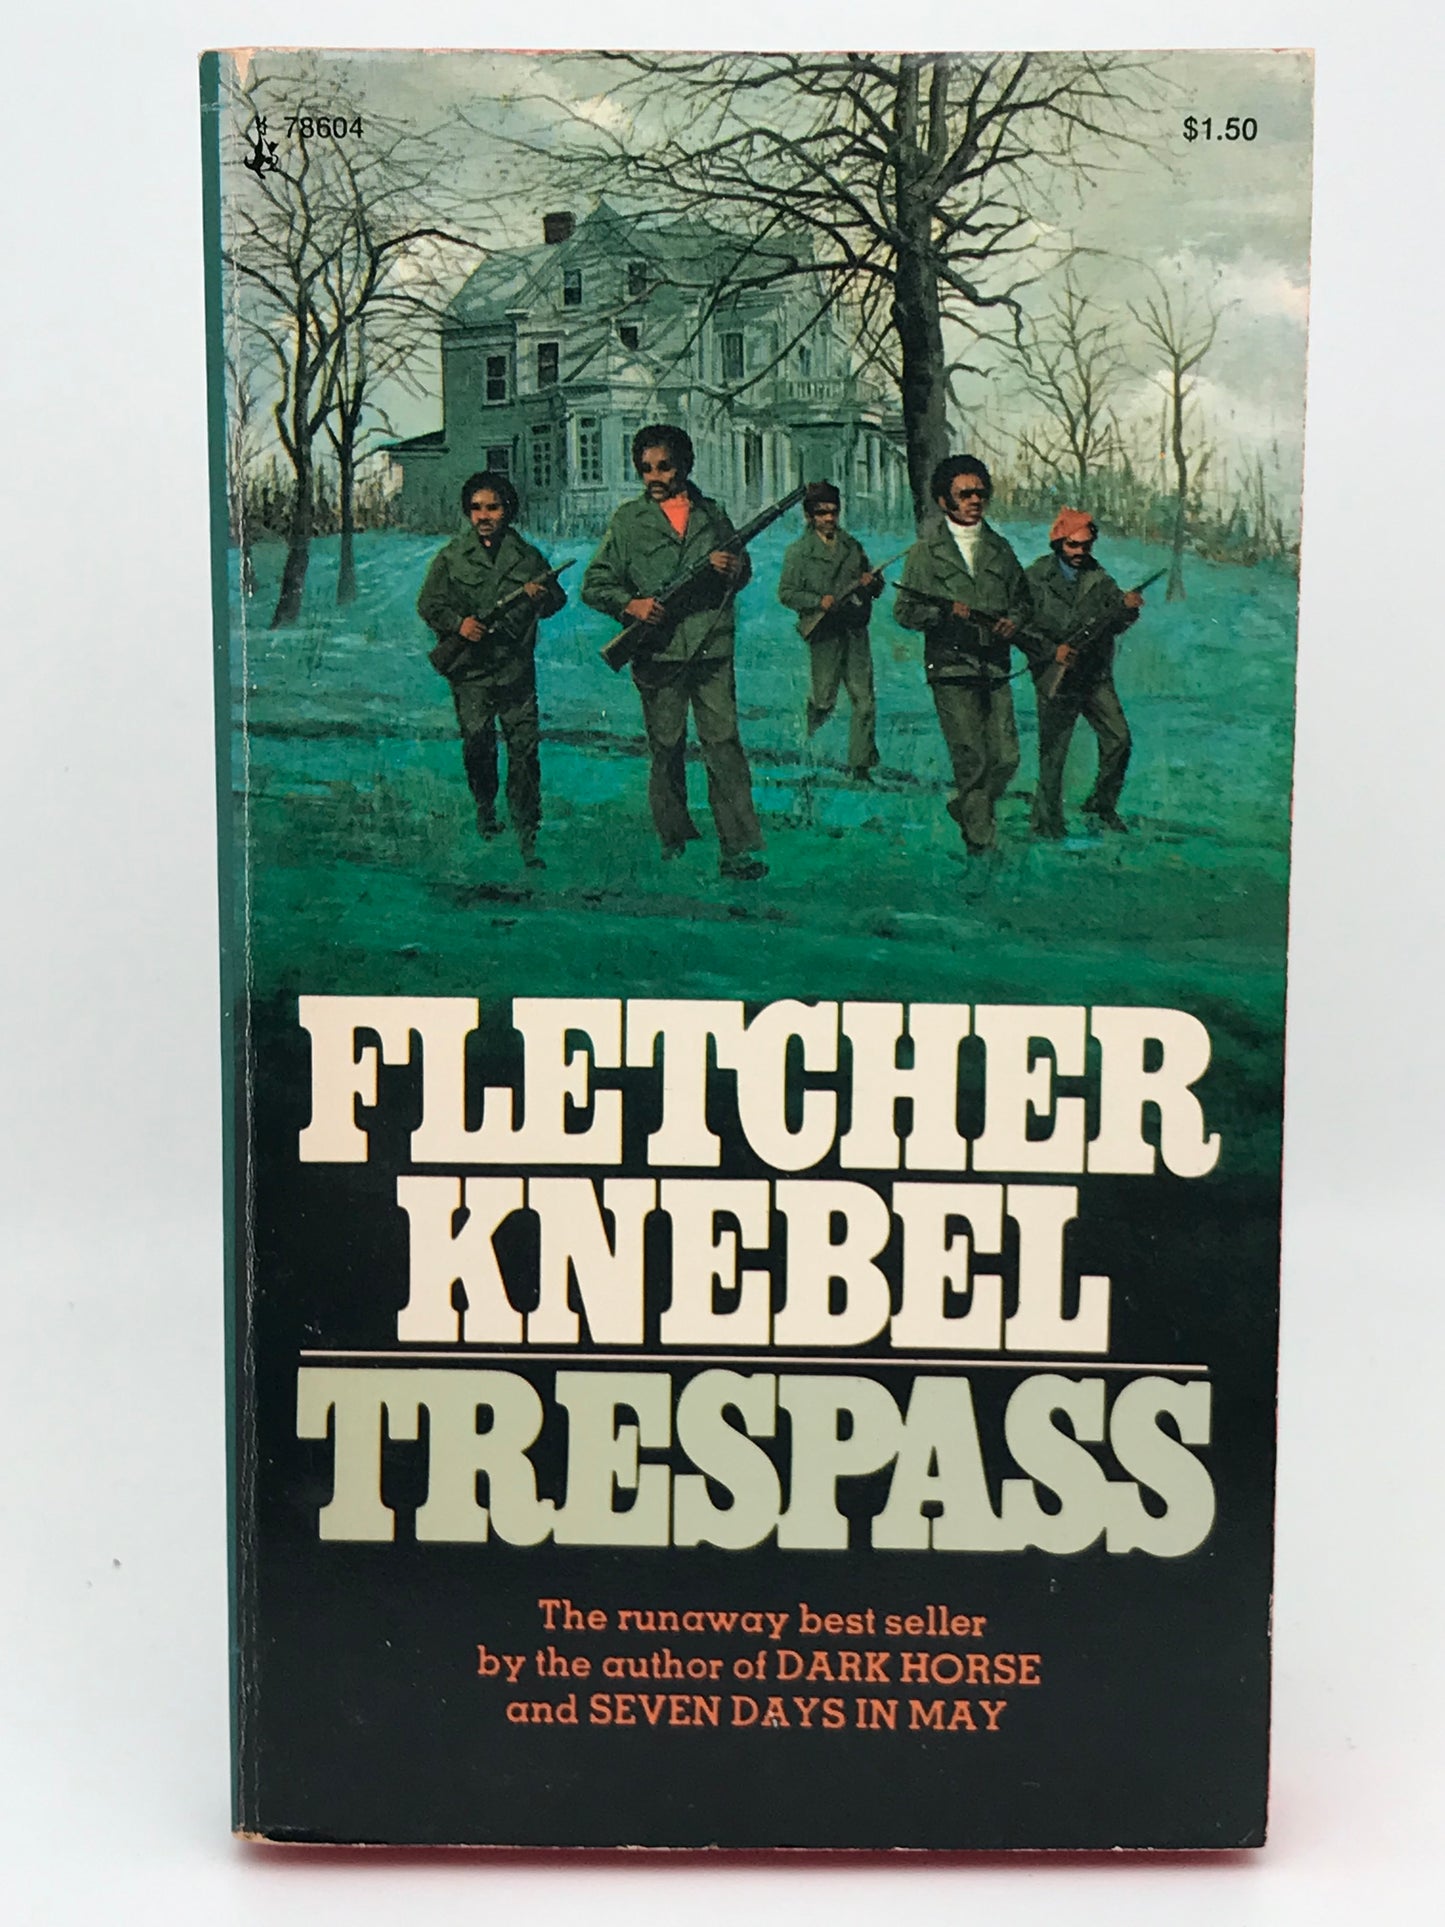 78604
$1.50
FLETCHER
KNEBEL
TRESPASS
The runaway best seller
by the author of DARK HORSE
and SEVEN DAYS IN MAY